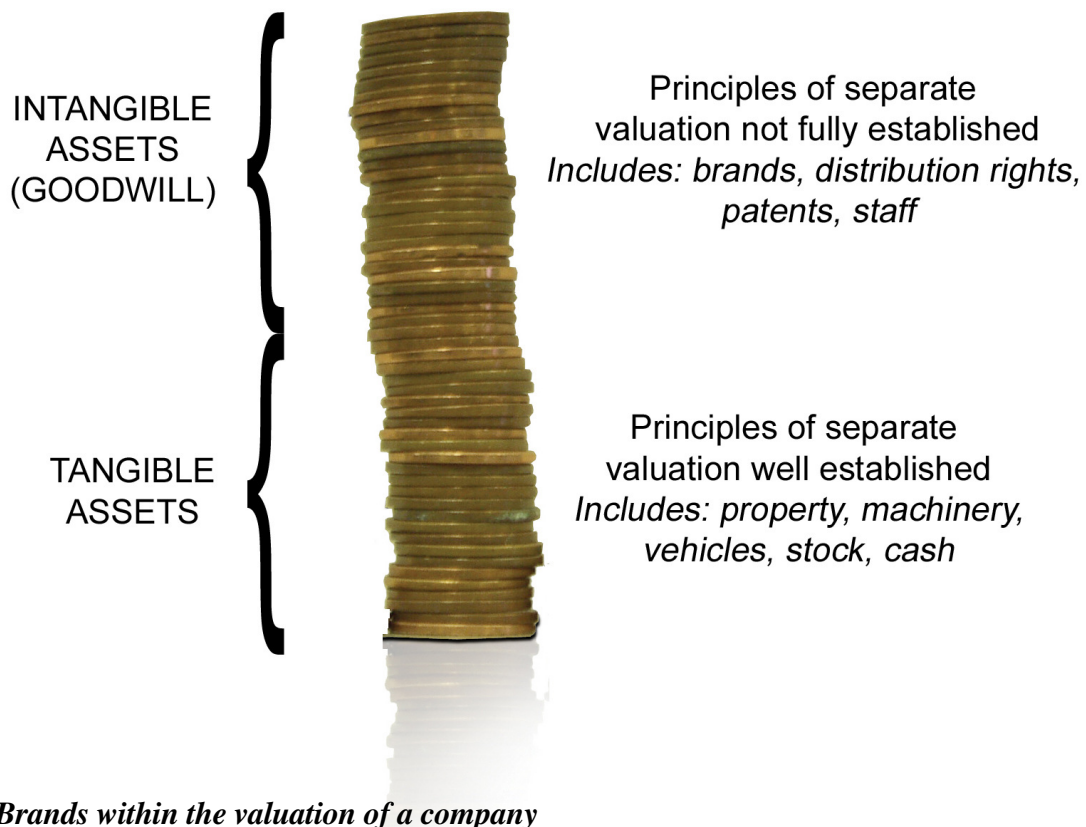 INTANGIBLE
ASSETS
(GOODWILL)
Principles of separate
valuation not fully established
Includes: brands, distribution rights,
patents, staff
TANGIBLE
ASSETS
Principles of separate
valuation well established
Includes: property, machinery,
vehicles, stock, cash
Brands within the valuation of a company